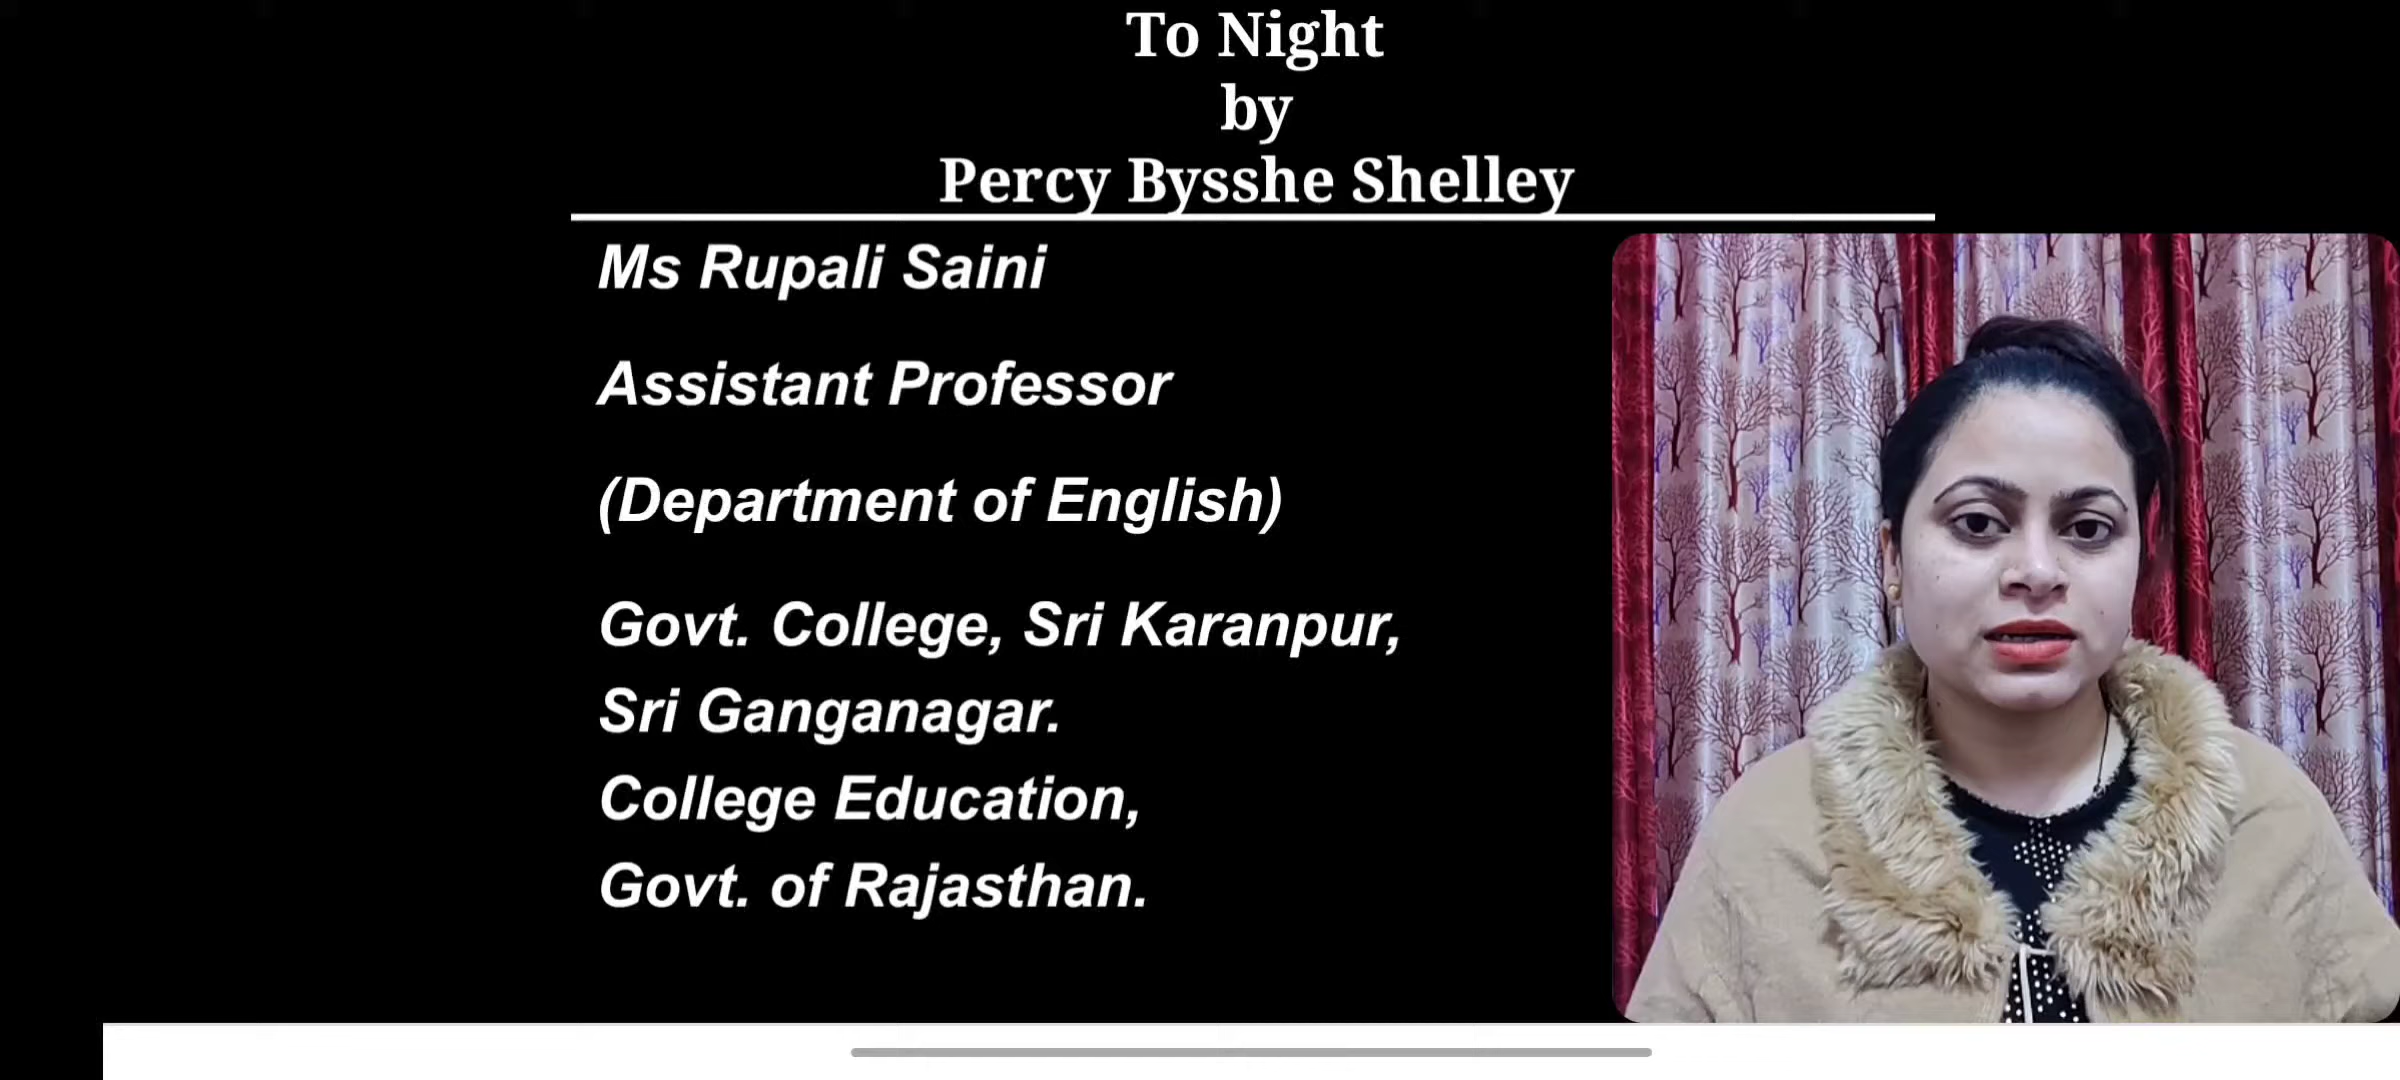 To Night
by
Percy Bysshe Shelley
Ms Rupali Saini
Assistant Professor
(Department of English)
Govt. College, Sri Karanpur,
Sri Ganganagar.
College Education,
Govt. of Rajasthan.